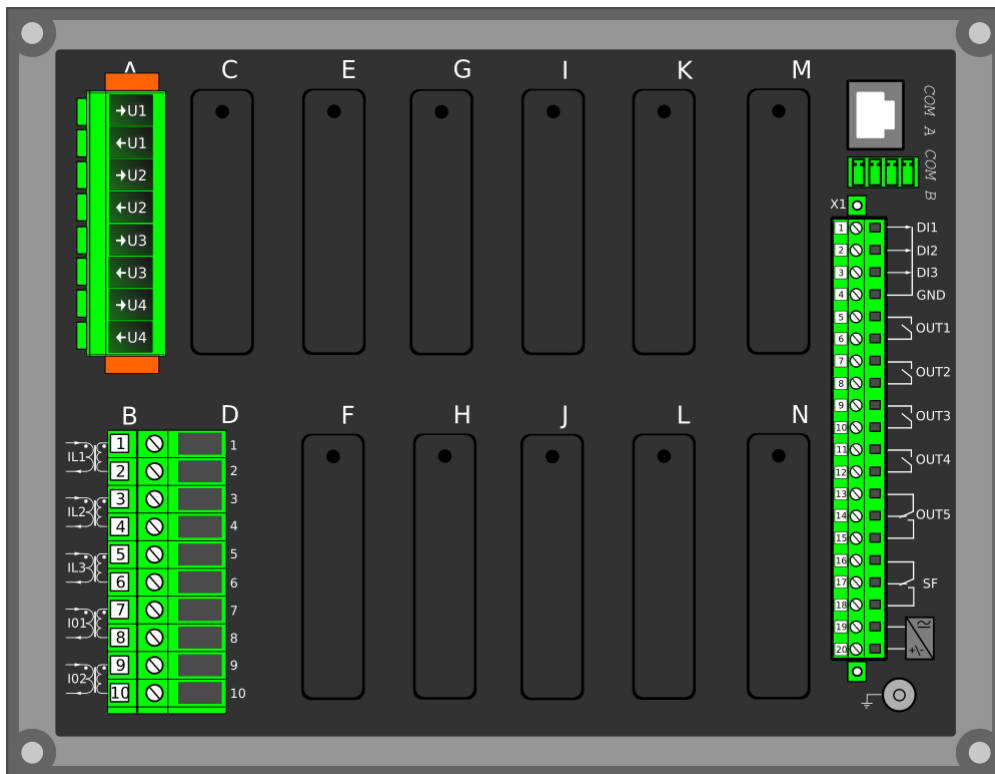 A C E G I K M
→U1
←U1
→U2
←U2
→U3
←U3
→U4
←U4
COM A
COM B
X1
1 DI1
2 DI2
3 DI3
4 GND
5
OUT1
6
7
OUT2
8
9
OUT3
10
11
OUT4
12
13
14 OUT5
15
16
17 SF
18
19 ~
20 +/-
B D F H J L N
IL1
1 1
2 2
IL2
3 3
4 4
IL3
5 5
6 6
I01
7 7
8 8
I02
9 9
10 10